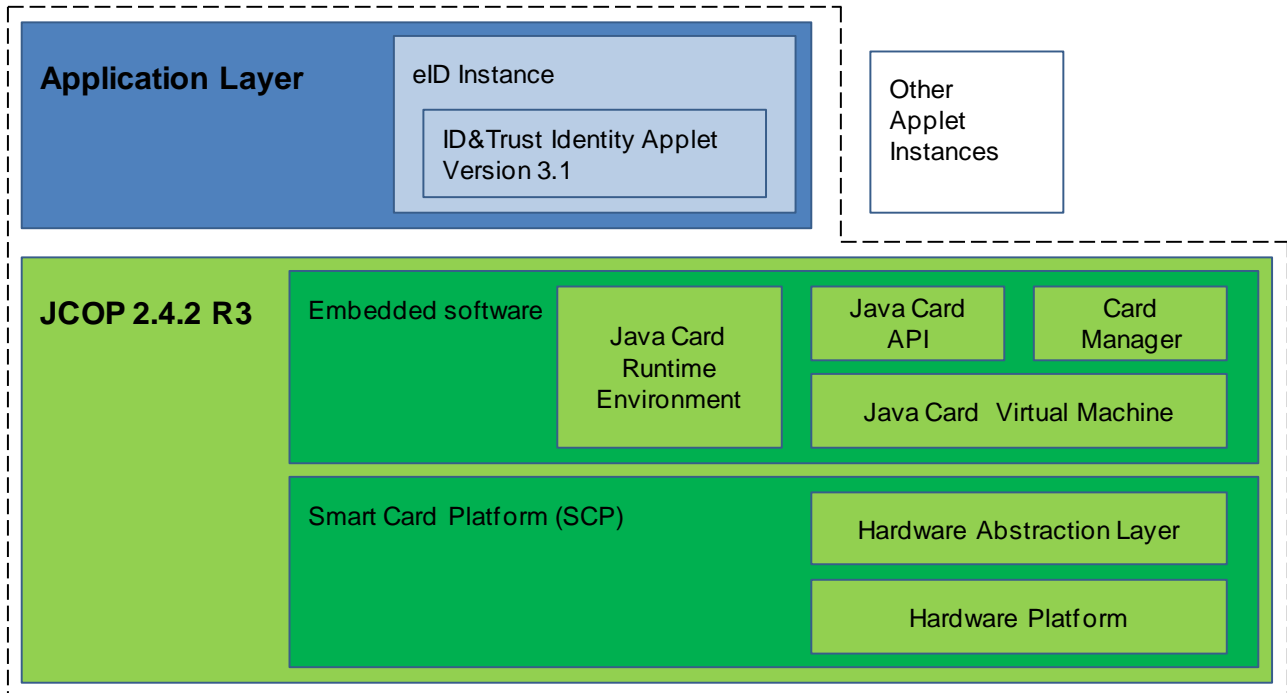 Application Layer
eID Instance
ID&Trust Identity Applet
Version 3.1
Other
Applet
Instances
JCOP 2.4.2 R3
Embedded software
Java Card
Runtime
Environment
Java Card
API
Card
Manager
Java Card Virtual Machine
Smart Card Platform (SCP)
Hardware Abstraction Layer
Hardware Platform